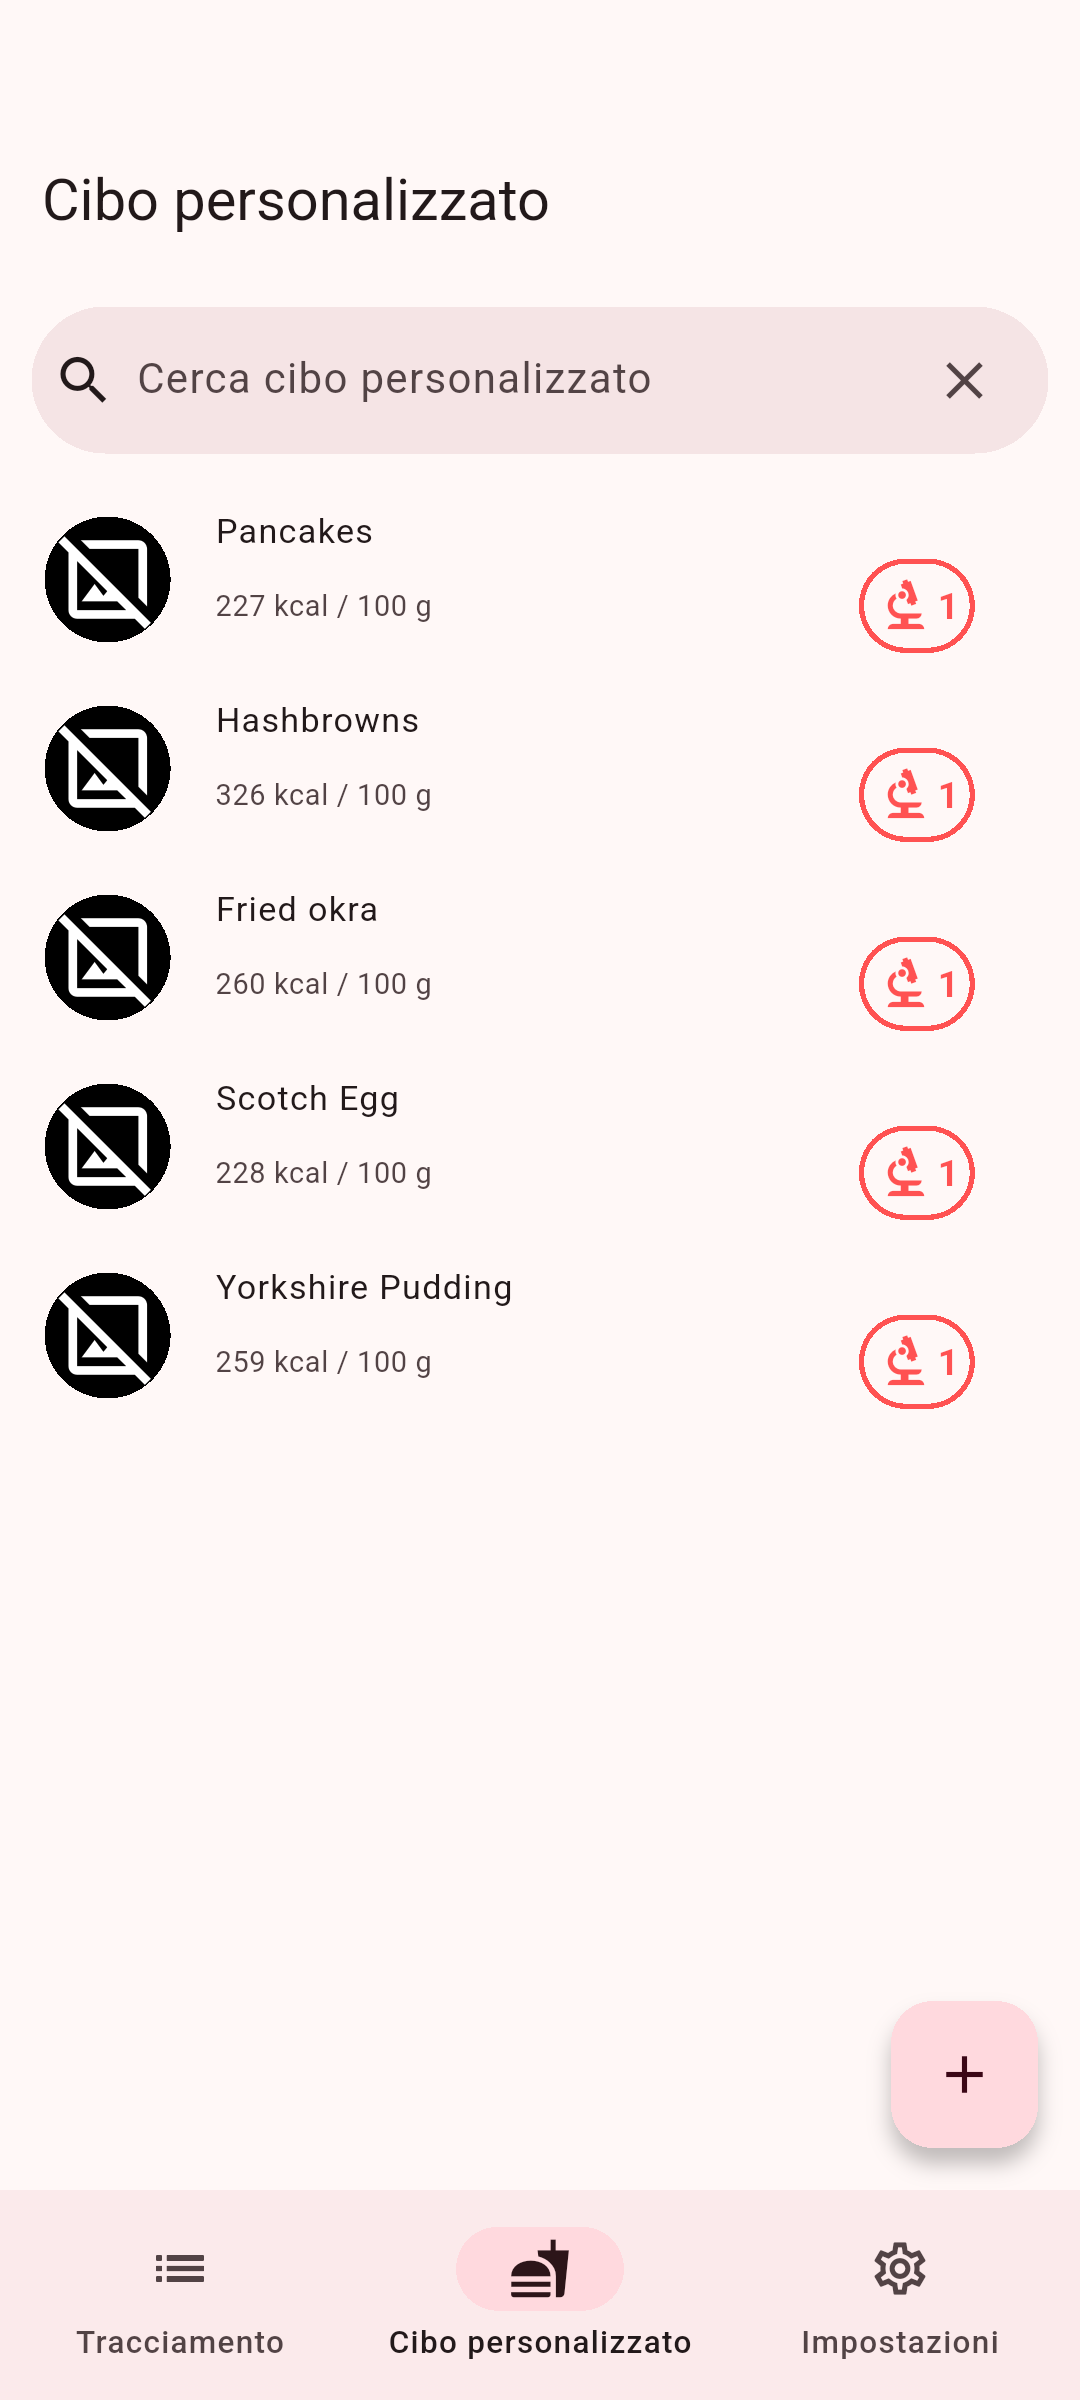 Cibo personalizzato
Cerca cibo personalizzato
Pancakes
227 kcal / 100 g
1
Hashbrowns
326 kcal / 100 g
1
Fried okra
260 kcal / 100 g
1
Scotch Egg
228 kcal / 100 g
1
Yorkshire Pudding
259 kcal / 100 g
1
Tracciamento
Cibo personalizzato
Impostazioni